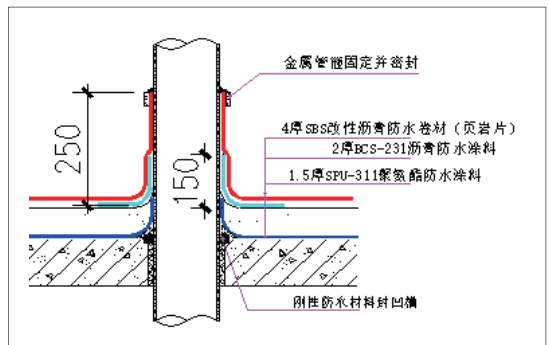 金属管箍固定并密封
250
150
4厚SBS改性沥青防水卷材（页岩片）
2厚BCS-231沥青防水涂料
1.5厚SPU-311聚氨酯防水涂料
刚性防水材料封凹槽